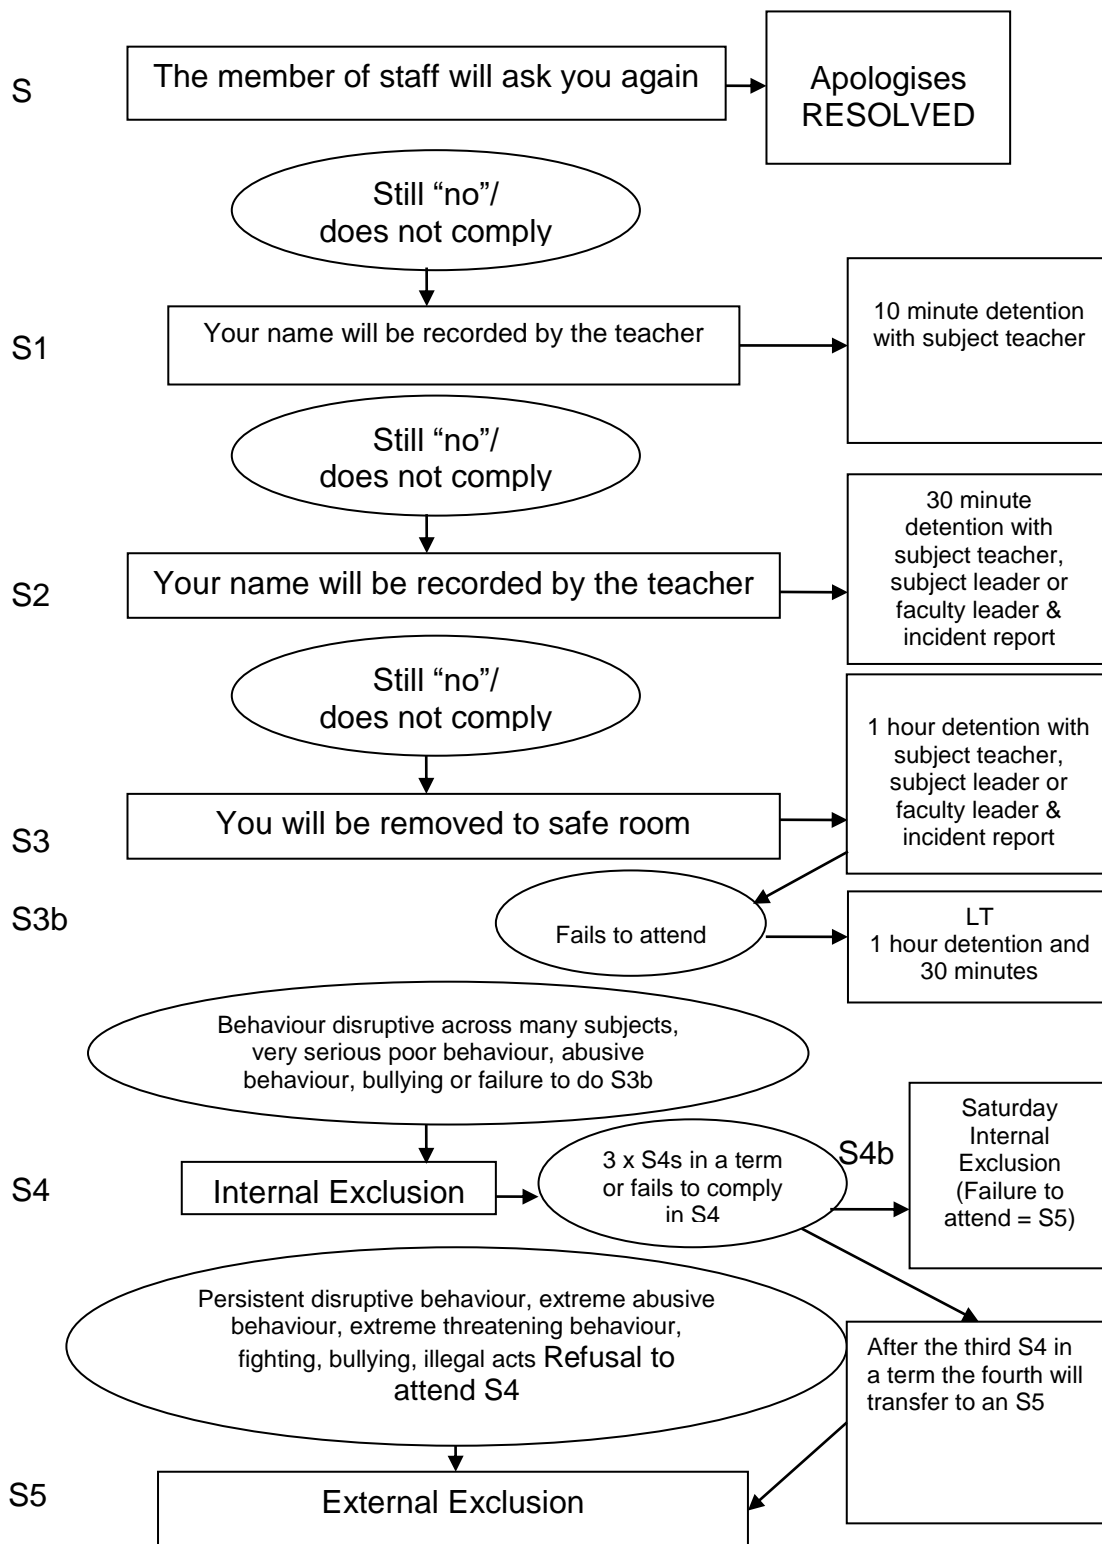 S
The member of staff will ask you again
Apologises
RESOLVED
Still “no”/
does not comply
S1
Your name will be recorded by the teacher
10 minute detention
with subject teacher
Still “no”/
does not comply
S2
Your name will be recorded by the teacher
30 minute
detention with
subject teacher,
subject leader or
faculty leader &
incident report
Still “no”/
does not comply
S3
You will be removed to safe room
1 hour detention with
subject teacher,
subject leader or
faculty leader &
incident report
S3b
Fails to attend
LT
1 hour detention and
30 minutes
Behaviour disruptive across many subjects,
very serious poor behaviour, abusive
behaviour, bullying or failure to do S3b
S4
Internal Exclusion
3 x S4s in a term
or fails to comply
in S4
S4b
Saturday
Internal
Exclusion
(Failure to
attend = S5)
Persistent disruptive behaviour, extreme abusive
behaviour, extreme threatening behaviour,
fighting, bullying, illegal acts Refusal to
attend S4
After the third S4 in
a term the fourth will
transfer to an S5
S5
External Exclusion